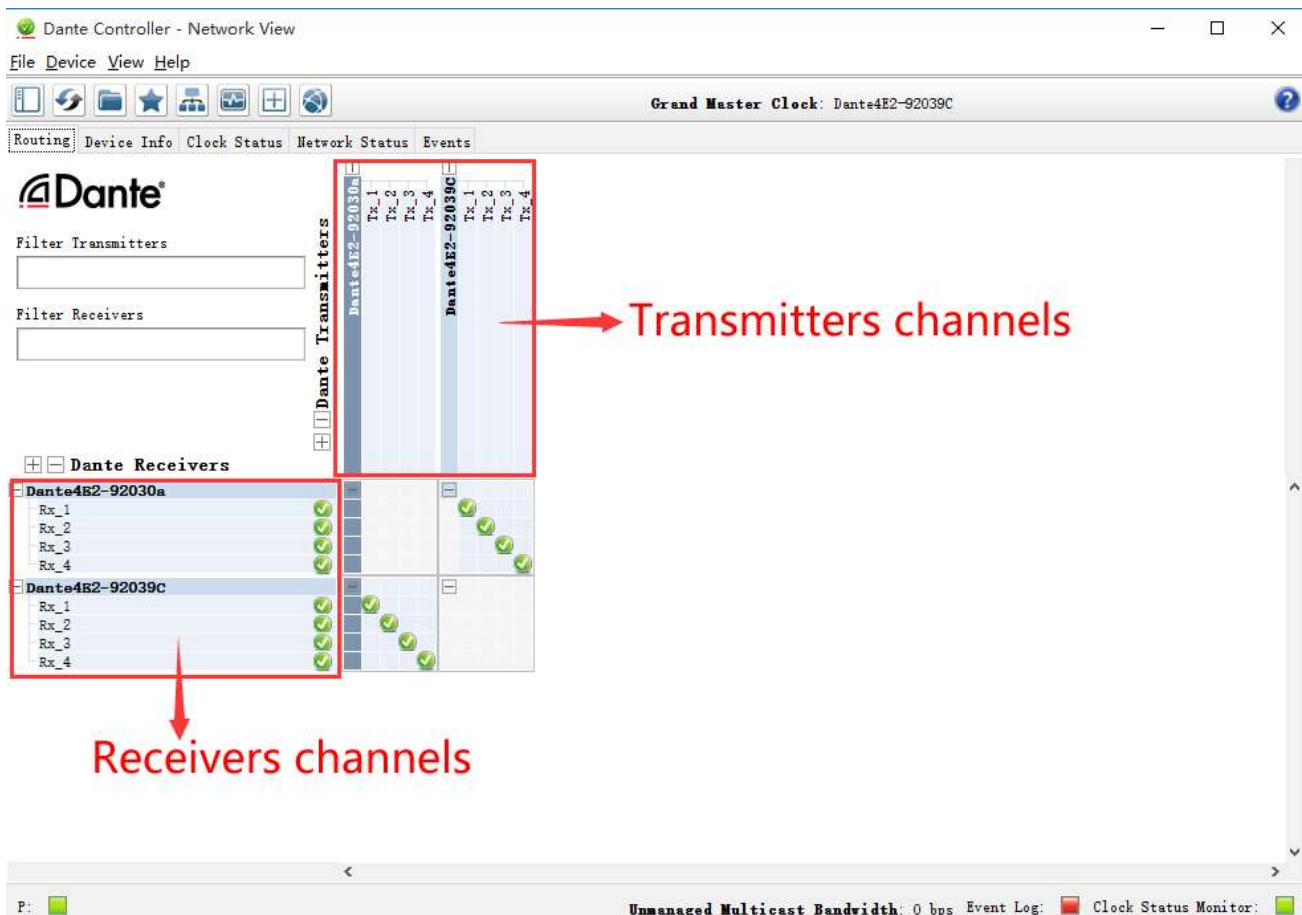 Dante Controller - Network View
File Device View Help
Grand Master Clock: Dante4E2-92039C
Routing Device Info Clock Status Network Status Events
Dante®
Filter Transmitters
Filter Receivers
Dante Transmitters
Dante4E2-92030a
Tx_1
Tx_2
Tx_3
Tx_4
Dante4E2-92039C
Tx_1
Tx_2
Tx_3
Tx_4
Transmitters channels
Dante Receivers
Dante4E2-92030a
Rx_1
Rx_2
Rx_3
Rx_4
Dante4E2-92039C
Rx_1
Rx_2
Rx_3
Rx_4
Receivers channels
P: Unmanaged Multicast Bandwidth: 0 bps Event Log: Clock Status Monitor: